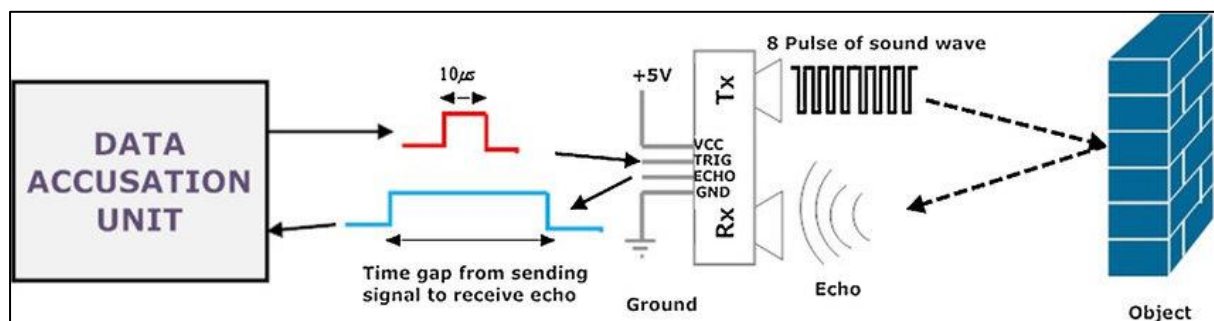 8 Pulse of sound wave
10μs
+5V
Tx
DATA
ACCUSATION
UNIT
VCC
TRIG
ECHO
GND
Rx
Time gap from sending
signal to receive echo
Ground
Echo
Object